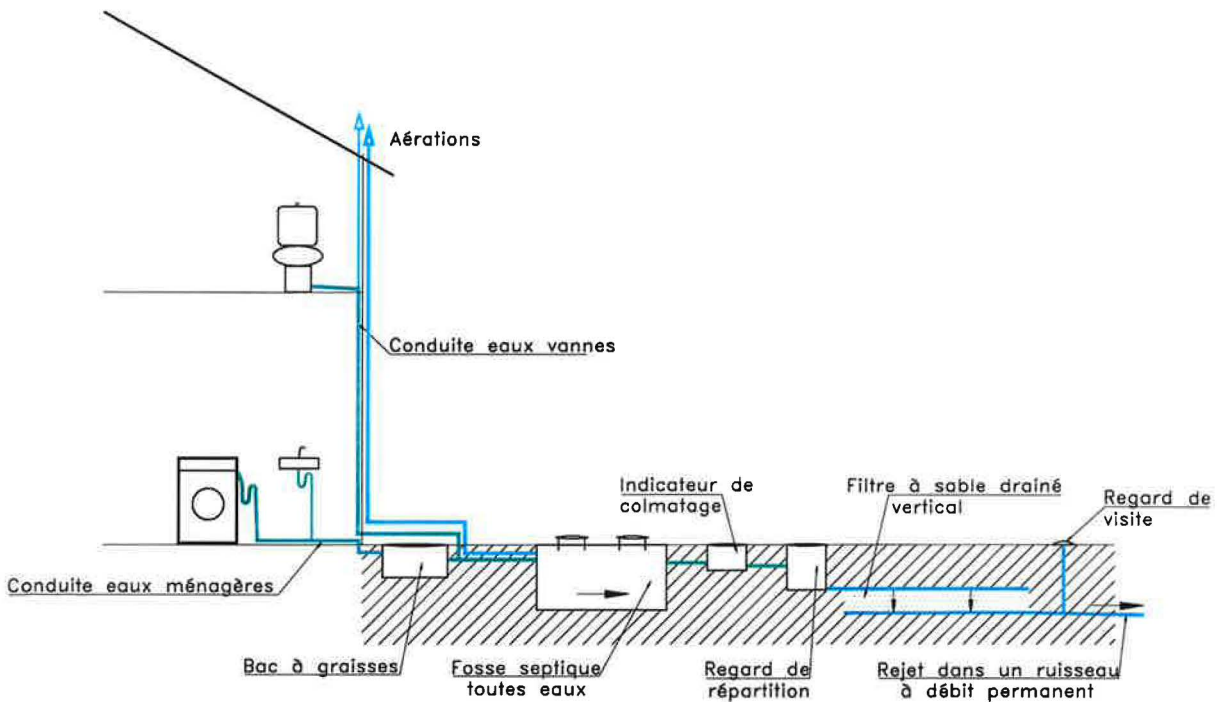 Aérations
Conduite eaux vannes
Indicateur de
colmatage
Filtre à sable drainé
vertical
Regard de
visite
Conduite eaux ménagères
Bac à graisses
Fosse septique
toutes eaux
Regard de
répartition
Rejet dans un ruisseau
à débit permanent